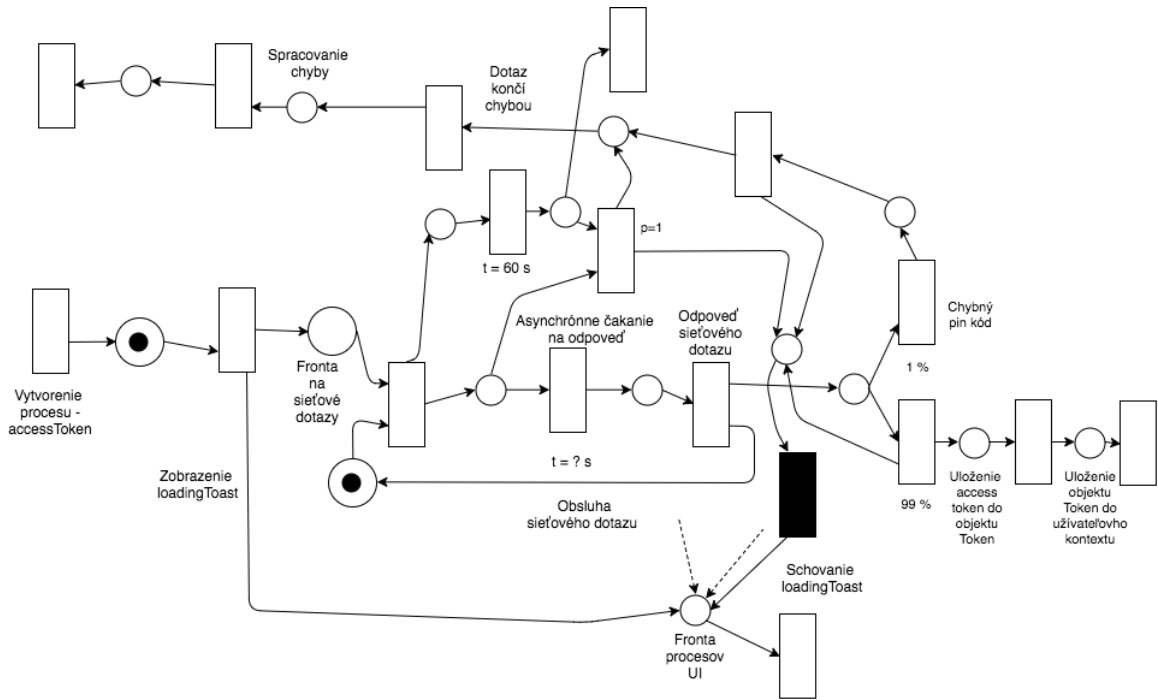 Spracovanie
chyby
Dotaz
končí
chybou
p=1
t = 60 s
Chybný
pin kód
1 %
Asynchrónne čakanie
na odpoveď
Odpoveď
sieťového
dotazu
Vytvorenie
procesu -
accessToken
Fronta
na
sieťové
dotazy
Zobrazenie
loadingToast
t = ? s
Obsluha
sieťového dotazu
99 %
Uloženie
access
token do
objektu
Token
Uloženie
objektu
Token do
užívateľovho
kontextu
Schovanie
loadingToast
Fronta
procesov
UI